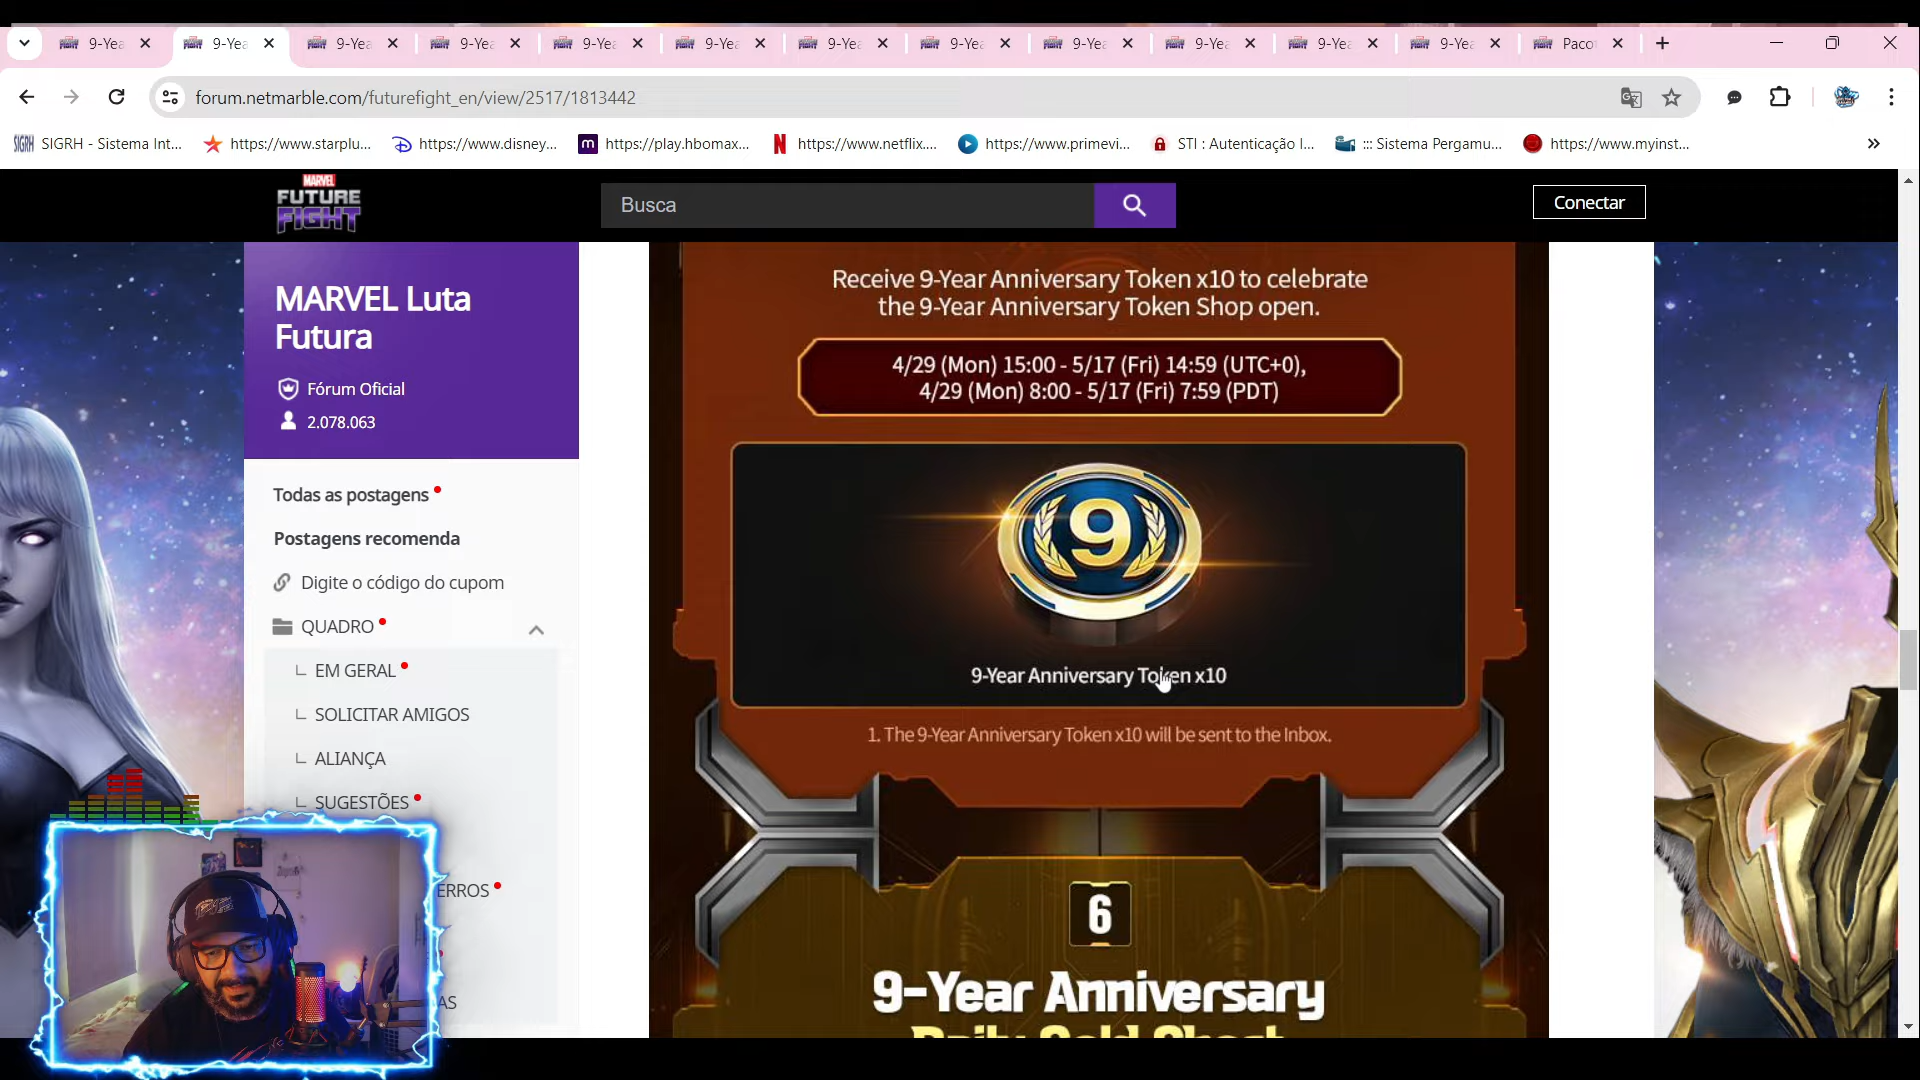 9-Yea
9-Yea
9-Yea
9-Yea
9-Yea
9-Yea
9-Yea
9-Yea
9-Yea
9-Yea
9-Yea
9-Yea
Paco
forum.netmarble.com/futurefight_en/view/2517/1813442
SIGRH - Sistema Int...
https://www.starplu...
https://www.disney...
https://play.hbomax...
https://www.netflix....
https://www.primevi...
STI : Autenticação I...
::: Sistema Pergamu...
https://www.myinst...
MARVEL
FUTURE
FIGHT
Busca
Conectar
MARVEL Luta
Futura
Fórum Oficial
2.078.063
Todas as postagens
Postagens recomenda
Digite o código do cupom
QUADRO
EM GERAL
SOLICITAR AMIGOS
ALIANÇA
SUGESTÕES
ERROS
AS
Receive 9-Year Anniversary Token x10 to celebrate
the 9-Year Anniversary Token Shop open.
4/29 (Mon) 15:00 - 5/17 (Fri) 14:59 (UTC+0),
4/29 (Mon) 8:00 - 5/17 (Fri) 7:59 (PDT)
9
9-Year Anniversary Token x10
1. The 9-Year Anniversary Token x10 will be sent to the Inbox.
6
9-Year Anniversary
Daily Gold Chest